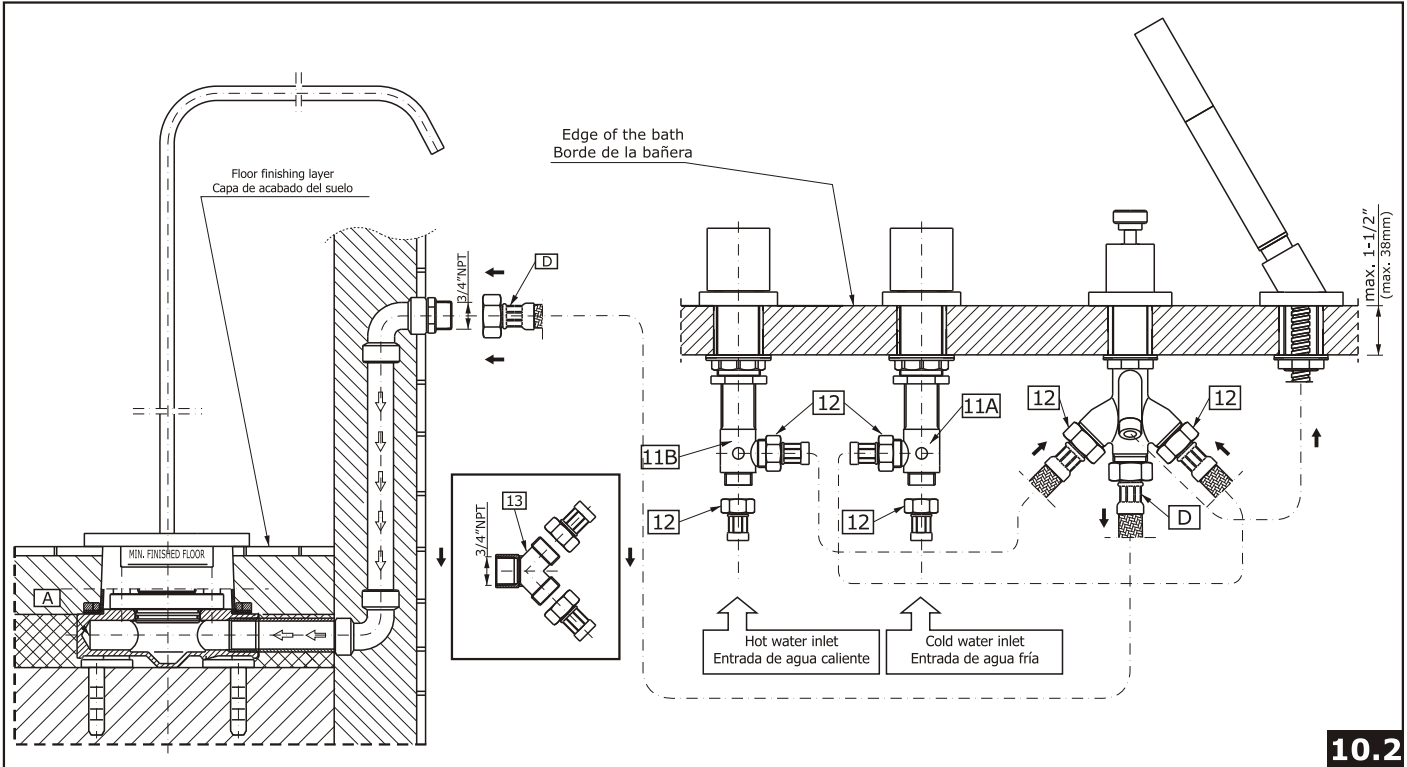 Edge of the bath
Borde de la bañera
Floor finishing layer
Capa de acabado del suelo
max. 1-1/2”
(max. 38mm)
3/4”NPT
D
12
11A
12
12
11B
12
12
D
13
3/4”NPT
MIN. FINISHED FLOOR
A
Hot water inlet
Entrada de agua caliente
Cold water inlet
Entrada de agua fría
10.2